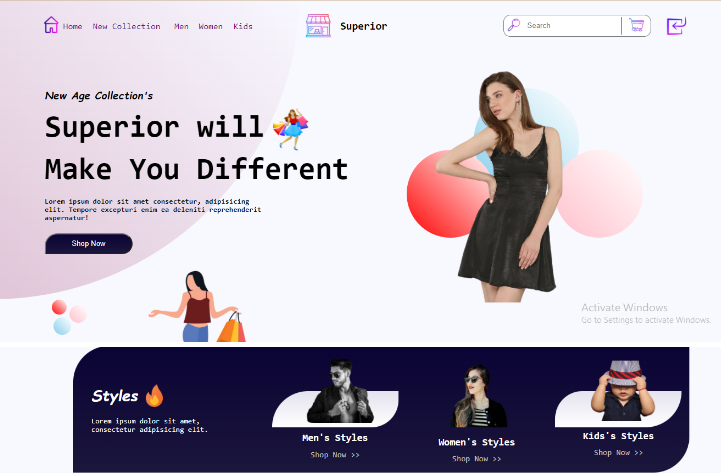 Home New Collection Men Women Kids
Superior
Search
New Age Collection's
Superior will
Make You Different
Lorem ipsum dolor sit amet consectetur, adipisicing
elit. Tempore excepturi enim ea deleniti reprehenderit
aspernatur!
Shop Now
Activate Windows
Go to Settings to activate Windows.
Styles
Lorem ipsum dolor sit amet,
consectetur adipisicing elit.
Men's Styles
Shop Now >>
Women's Styles
Shop Now >>
Kids's Styles
Shop Now >>